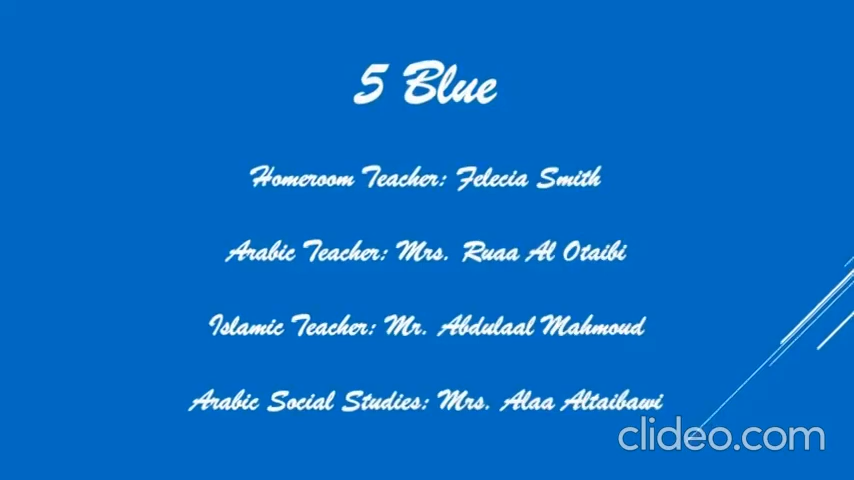 5 Blue
Homeroom Teacher: Felecia Smith
Arabic Teacher: Mrs. Ruaa Al Otaibi
Islamic Teacher: Mr. Abdulaal Mahmoud
Arabic Social Studies: Mrs. Alaa Altaibawi
clideo.com